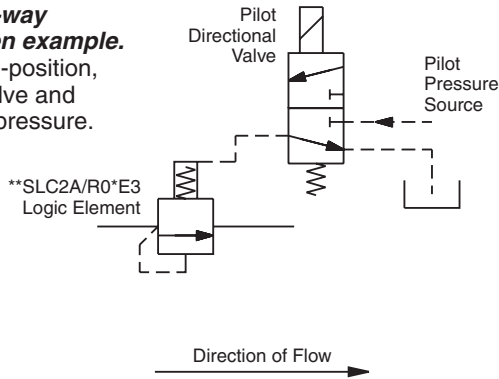 -way
en example.
-position,
lve and
pressure.
Pilot
Directional
Valve
Pilot
Pressure
Source
**SLC2A/R0*E3
Logic Element
Direction of Flow